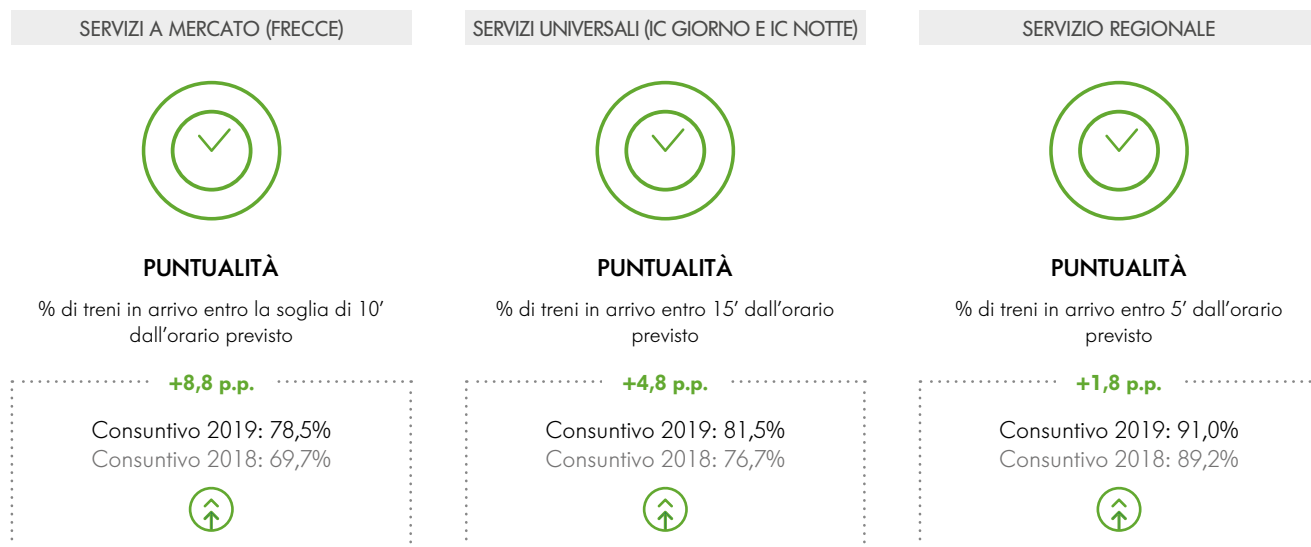 SERVIZI A MERCATO (FRECCE)
PUNTUALITÀ
% di treni in arrivo entro la soglia di 10’
dall’orario previsto
+8,8 p.p.
Consuntivo 2019: 78,5%
Consuntivo 2018: 69,7%
SERVIZI UNIVERSALI (IC GIORNO E IC NOTTE)
PUNTUALITÀ
% di treni in arrivo entro 15’ dall’orario
previsto
+4,8 p.p.
Consuntivo 2019: 81,5%
Consuntivo 2018: 76,7%
SERVIZIO REGIONALE
PUNTUALITÀ
% di treni in arrivo entro 5’ dall’orario
previsto
+1,8 p.p.
Consuntivo 2019: 91,0%
Consuntivo 2018: 89,2%